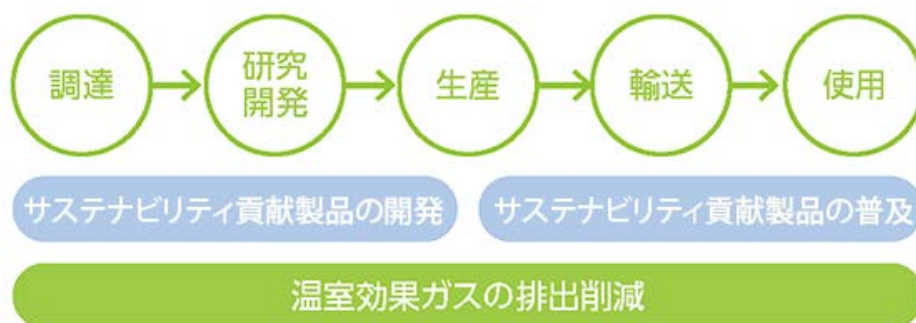 調達
研究
開発
生産
輸送
使用
サステナビリティ貢献製品の開発
サステナビリティ貢献製品の普及
温室効果ガスの排出削減